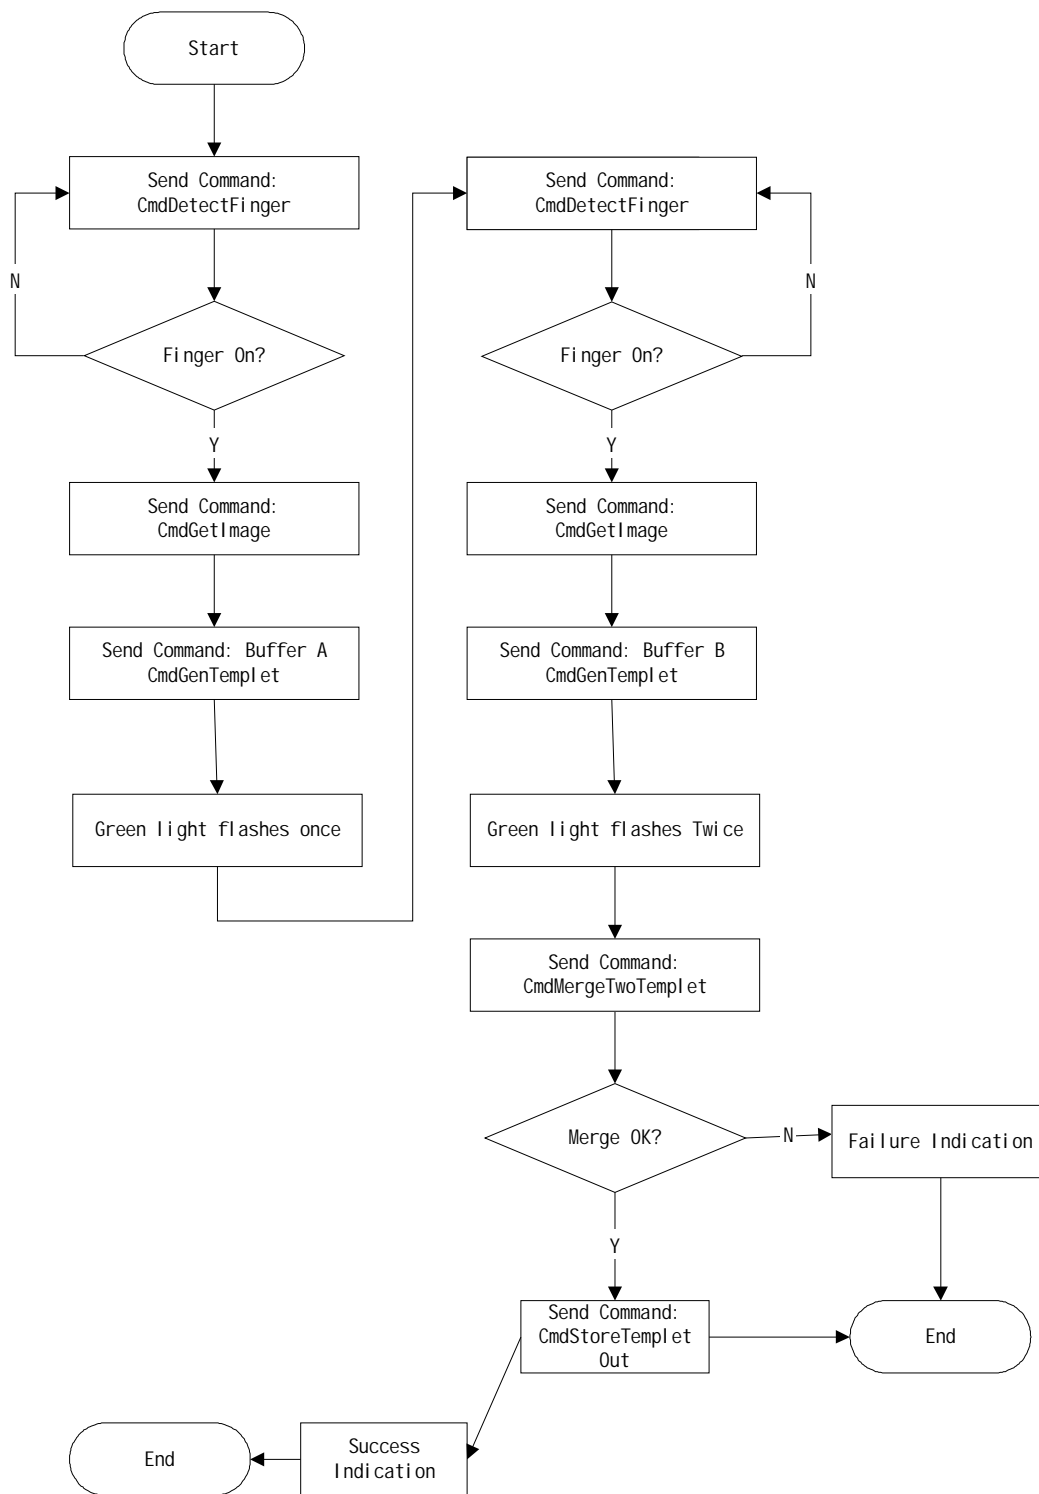 Start
Send Command:
CmdDetectFinger
N
Finger On?
Y
Send Command:
CmdGetImage
Send Command: Buffer A
CmdGenTemplet
Green light flashes once
Send Command:
CmdDetectFinger
N
Finger On?
Y
Send Command:
CmdGetImage
Send Command: Buffer B
CmdGenTemplet
Green light flashes Twice
Send Command:
CmdMergeTwoTemplet
Merge OK?
N
Failure Indication
Y
Send Command:
CmdStoreTemplet
Out
End
Success
Indication
End